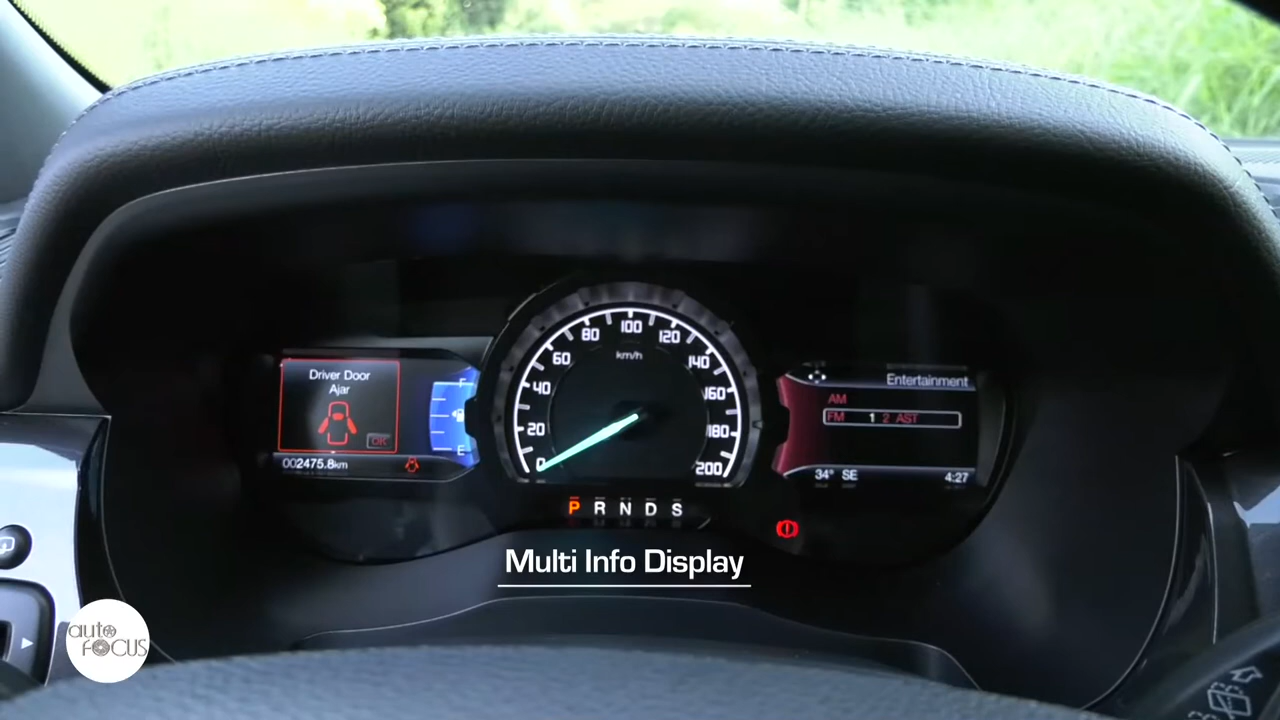 Driver Door
Ajar
OK
F
E
002475.8km
0
20
40
60
80
100
120
140
160
180
200
km/h
P R N D S
Entertainment
AM
FM 1 2 AST
34° SE
4:27
Multi Info Display
auto
FOCUS